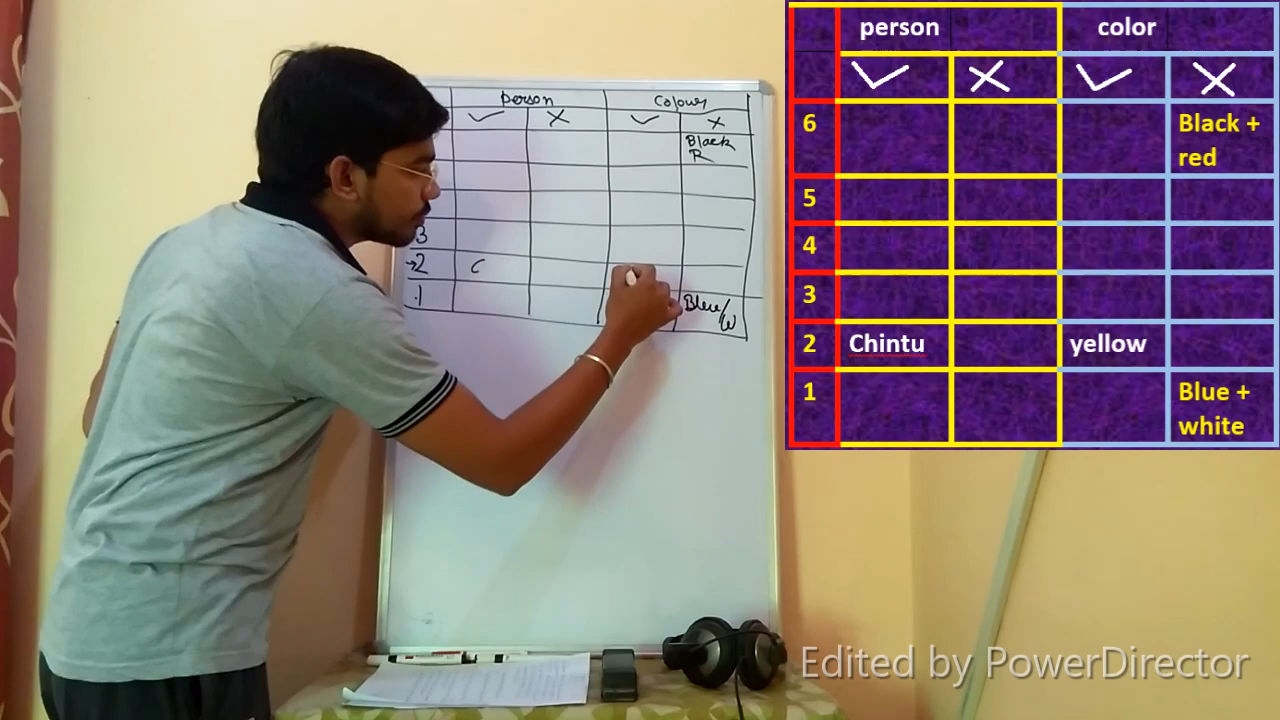 person Colour
✓ ✗ ✓ ✗
Black
R
3
→2 C
.1 Blue/
W
person color
✓ ✗ ✓ ✗
6 Black +
red
5
4
3
2 Chintu yellow
1 Blue +
white
Edited by PowerDirector